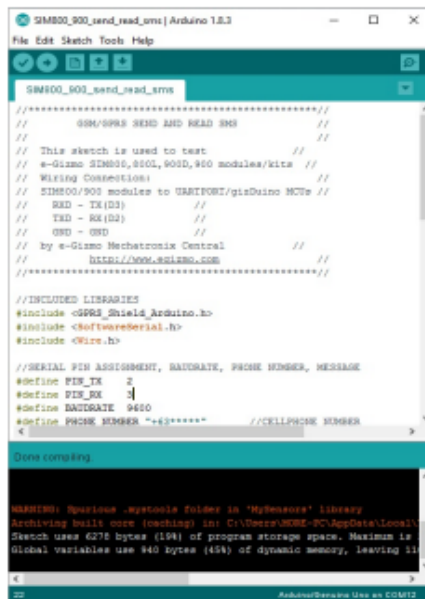 SIM800_900_send_read_sms | Arduino 1.8.3
File Edit Sketch Tools Help
SIM800_900_send_read_sms
//************************************************//
// GSM/GPRS SEND AND READ SMS //
// //
// This sketch is used to test //
// e-Gizmo SIM800,800L,900D,900 modules/kits //
// Wiring Connection: //
// SIM800/900 modules to UARTPORT/gizDuino MCUs //
// RXD - TX(D3) //
// TXD - RX(D2) //
// GND - GND //
// by e-Gizmo Mechatronix Central //
// http://www.egizmo.com //
//************************************************//
//INCLUDED LIBRARIES
#include <GPRS_Shield_Arduino.h>
#include <SoftwareSerial.h>
#include <Wire.h>
//SERIAL PIN ASSIGNMENT, BAUDRATE, PHONE NUMBER, MESSAGE
#define PIN_TX 2
#define PIN_RX 3
#define BAUDRATE 9600
#define PHONE_NUMBER "+63*****" //CELLPHONE NUMBER
Done compiling.
WARNING: Spurious .mystools folder in 'MySensors' library
Archiving built core (caching) in: C:\Users\MORE-PC\AppData\Local\
Sketch uses 6278 bytes (19%) of program storage space. Maximum is
Global variables use 940 bytes (45%) of dynamic memory, leaving 11
22 Arduino/Genuino Uno on COM12